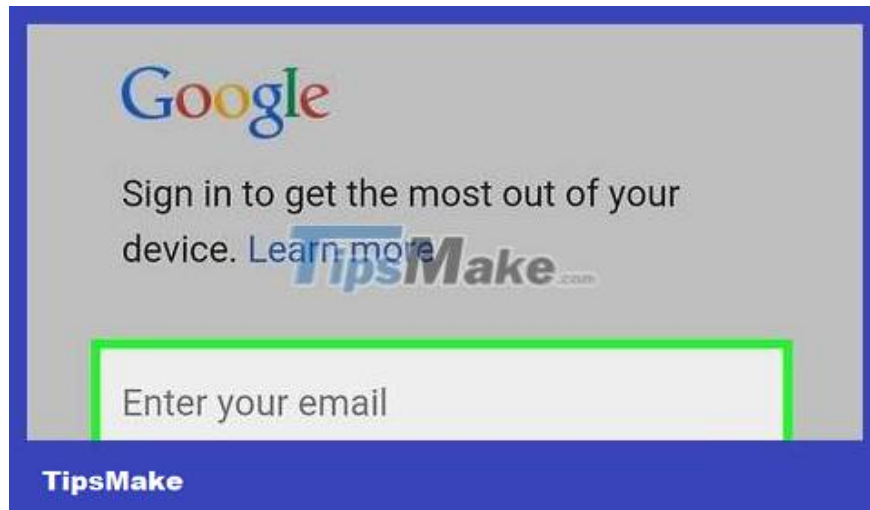 Google
Sign in to get the most out of your
device. Learn more
TipsMake.com
Enter your email
TipsMake